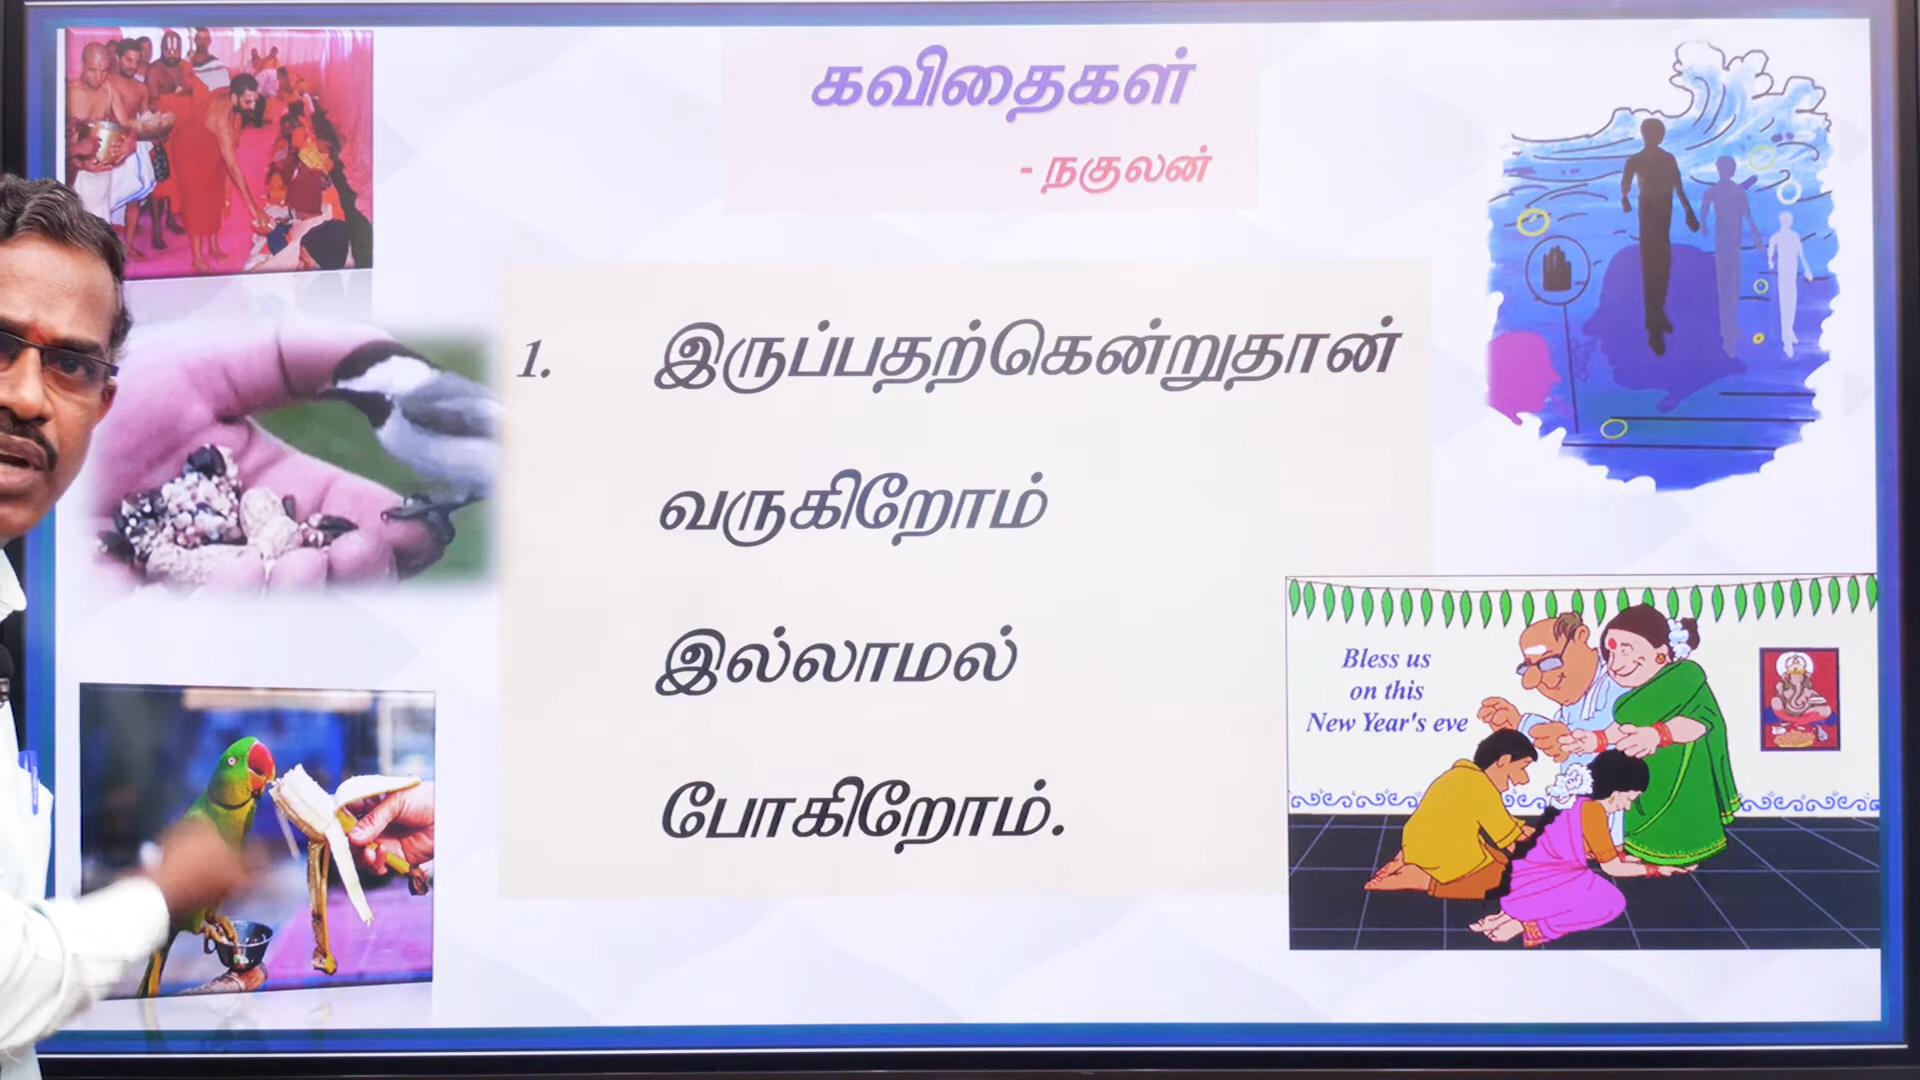 கவிதைகள்
- நகுலன்
1. இருப்பதற்கென்றுதான்
வருகிறோம்
இல்லாமல்
போகிறோம்.
Bless us
on this
New Year's eve